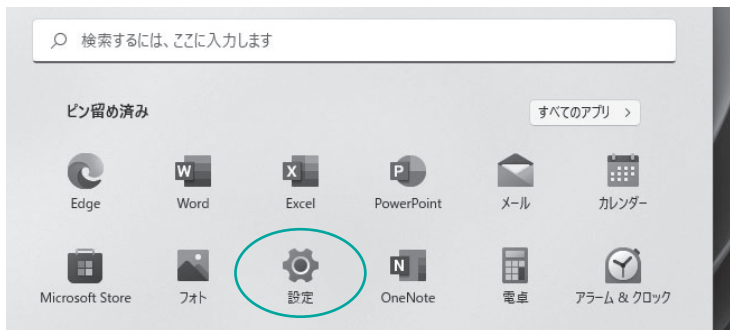 検索するには、ここに入力します
ピン留め済み
すべてのアプリ >
Edge
Word
Excel
PowerPoint
メール
カレンダー
Microsoft Store
フォト
設定
OneNote
電卓
アラーム & クロック